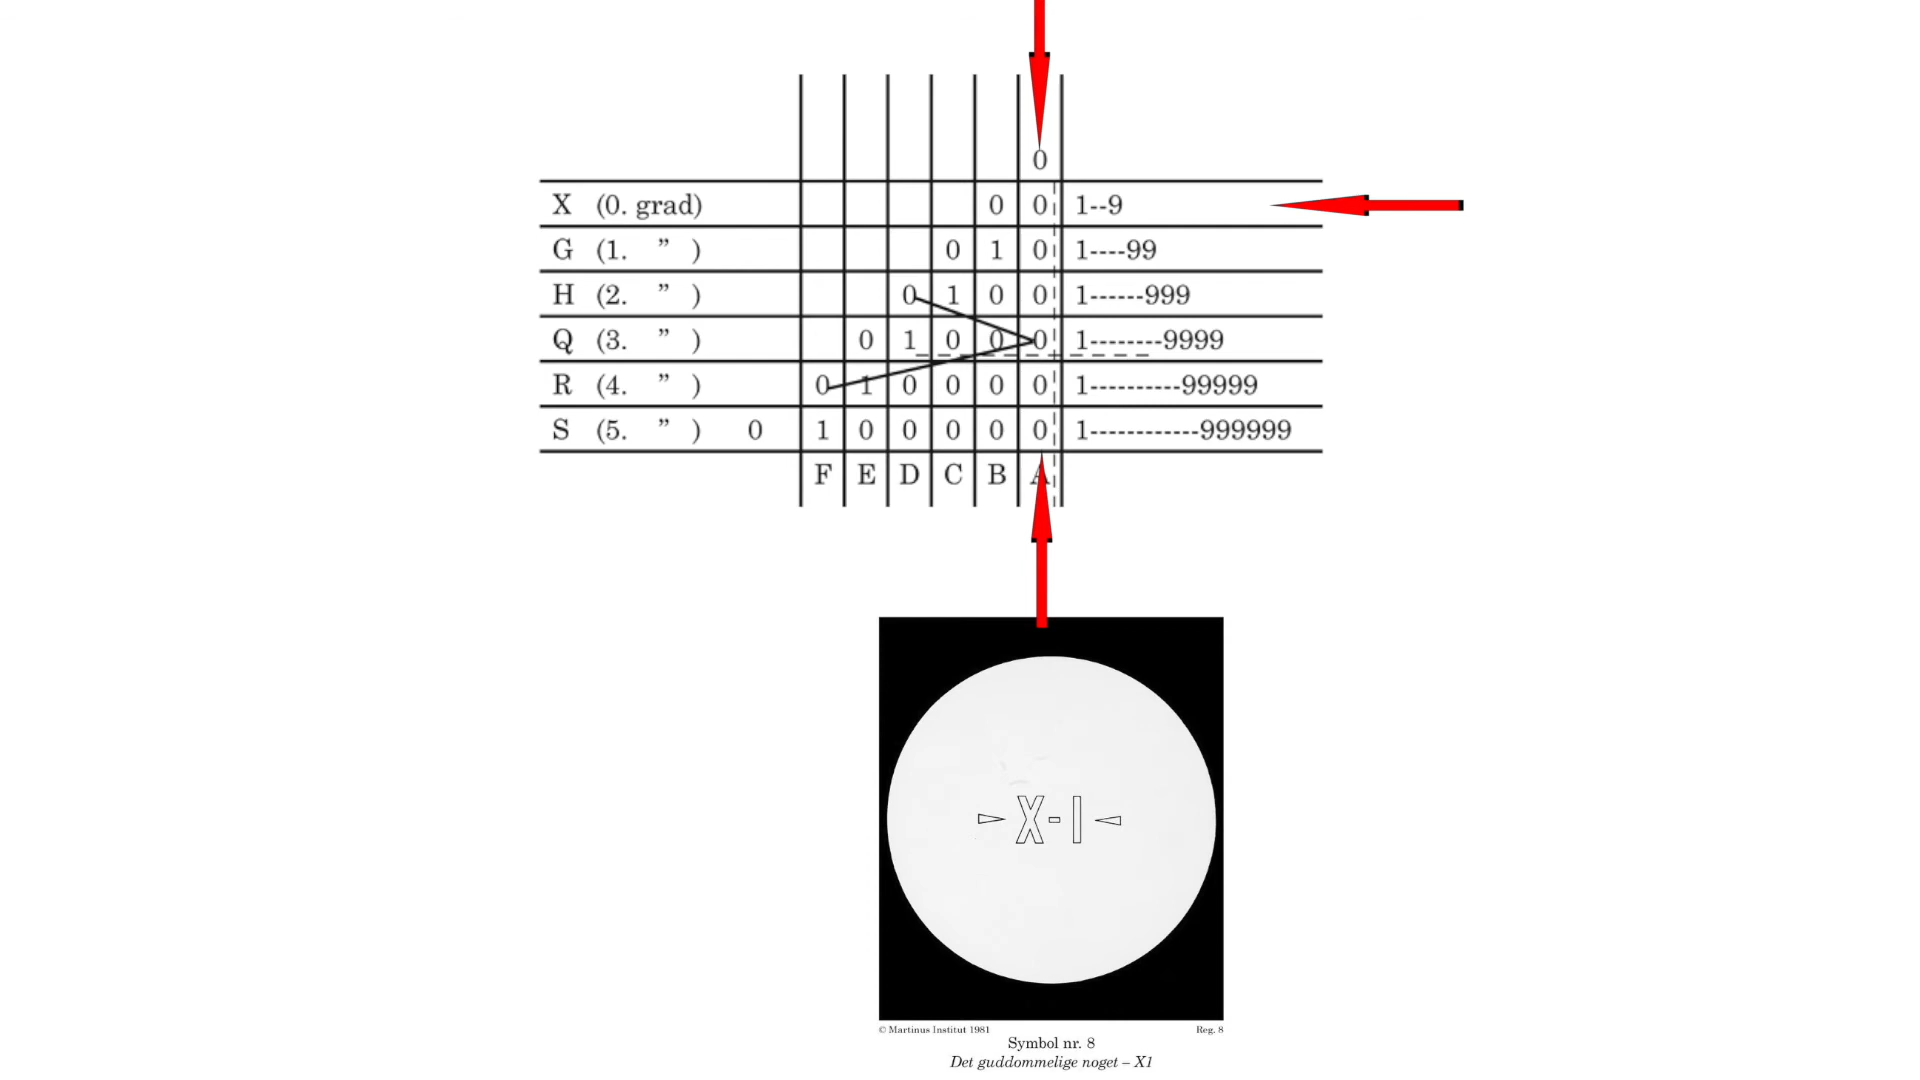 0
X (0. grad) 0 0 1--9
G (1. ” ) 0 1 0 1----99
H (2. ” ) 0 1 0 0 1------999
Q (3. ” ) 0 1 0 0 0 1--------9999
R (4. ” ) 0 1 0 0 0 0 1----------99999
S (5. ” ) 0 1 0 0 0 0 0 1------------999999
F E D C B A
X-1
© Martinus Institut 1981 Reg. 8
Symbol nr. 8
Det guddommelige noget – X1